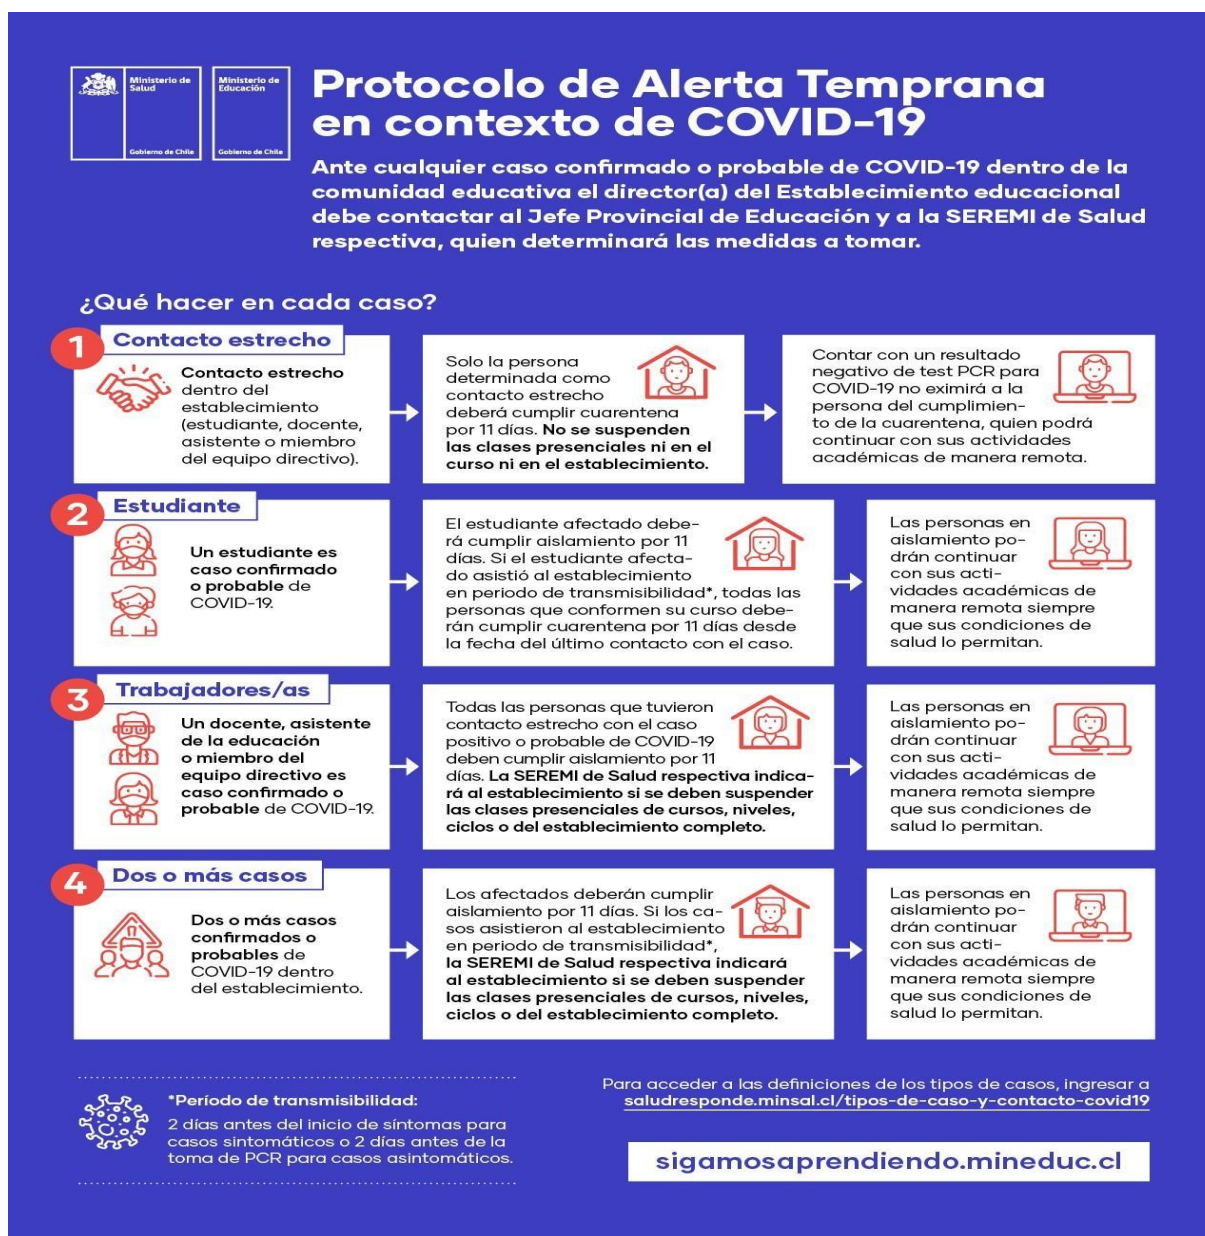 Ministerio de
Salud
Gobierno de Chile
Ministerio de
Educación
Gobierno de Chile
Protocolo de Alerta Temprana
en contexto de COVID-19
Ante cualquier caso confirmado o probable de COVID-19 dentro de la
comunidad educativa el director(a) del Establecimiento educacional
debe contactar al Jefe Provincial de Educación y a la SEREMI de Salud
respectiva, quien determinará las medidas a tomar.
¿Qué hacer en cada caso?
1
Contacto estrecho
Contacto estrecho
dentro del
establecimiento
(estudiante, docente,
asistente o miembro
del equipo directivo).
Solo la persona
determinada como
contacto estrecho
deberá cumplir cuarentena
por 11 días. No se suspenden
las clases presenciales ni en el
curso ni en el establecimiento.
Contar con un resultado
negativo de test PCR para
COVID-19 no eximirá a la
persona del cumplimien-
to de la cuarentena, quien podrá
continuar con sus actividades
académicas de manera remota.
2
Estudiante
Un estudiante es
caso confirmado
o probable de
COVID-19.
El estudiante afectado debe-
rá cumplir aislamiento por 11
días. Si el estudiante afecta-
do asistió al establecimiento
en periodo de transmisibilidad*, todas las
personas que conformen su curso debe-
rán cumplir cuarentena por 11 días desde
la fecha del último contacto con el caso.
Las personas en
aislamiento po-
drán continuar
con sus acti-
vidades académicas de
manera remota siempre
que sus condiciones de
salud lo permitan.
3
Trabajadores/as
Un docente, asistente
de la educación
o miembro del
equipo directivo es
caso confirmado o
probable de COVID-19.
Todas las personas que tuvieron
contacto estrecho con el caso
positivo o probable de COVID-19
deben cumplir aislamiento por 11
días. La SEREMI de Salud respectiva indica-
rá al establecimiento si se deben suspender
las clases presenciales de cursos, niveles,
ciclos o del establecimiento completo.
Las personas en
aislamiento po-
drán continuar
con sus acti-
vidades académicas de
manera remota siempre
que sus condiciones de
salud lo permitan.
4
Dos o más casos
Dos o más casos
confirmados o
probables de
COVID-19 dentro
del establecimiento.
Los afectados deberán cumplir
aislamiento por 11 días. Si los ca-
sos asistieron al establecimiento
en periodo de transmisibilidad*,
la SEREMI de Salud respectiva indicará
al establecimiento si se deben suspender
las clases presenciales de cursos, niveles,
ciclos o del establecimiento completo.
Las personas en
aislamiento po-
drán continuar
con sus acti-
vidades académicas de
manera remota siempre
que sus condiciones de
salud lo permitan.
*Período de transmisibilidad:
2 días antes del inicio de síntomas para
casos sintomáticos o 2 días antes de la
toma de PCR para casos asintomáticos.
Para acceder a las definiciones de los tipos de casos, ingresar a
saludresponde.minsal.cl/tipos-de-caso-y-contacto-covid19
sigamosaprendiendo.mineduc.cl